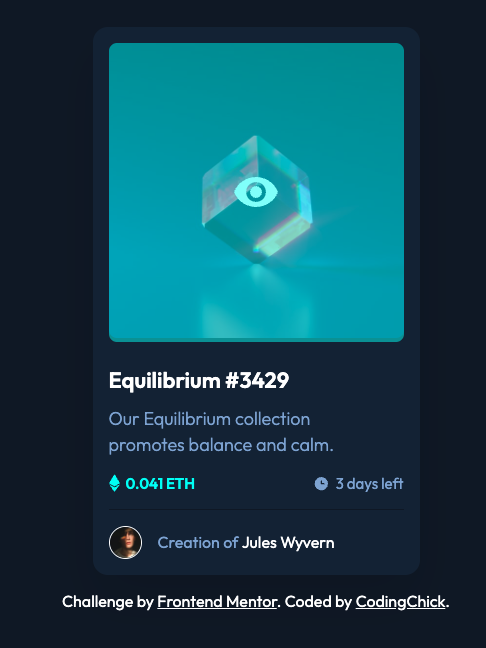 Equilibrium #3429
Our Equilibrium collection
promotes balance and calm.
0.041 ETH 3 days left
Creation of Jules Wyvern
Challenge by Frontend Mentor. Coded by CodingChick.